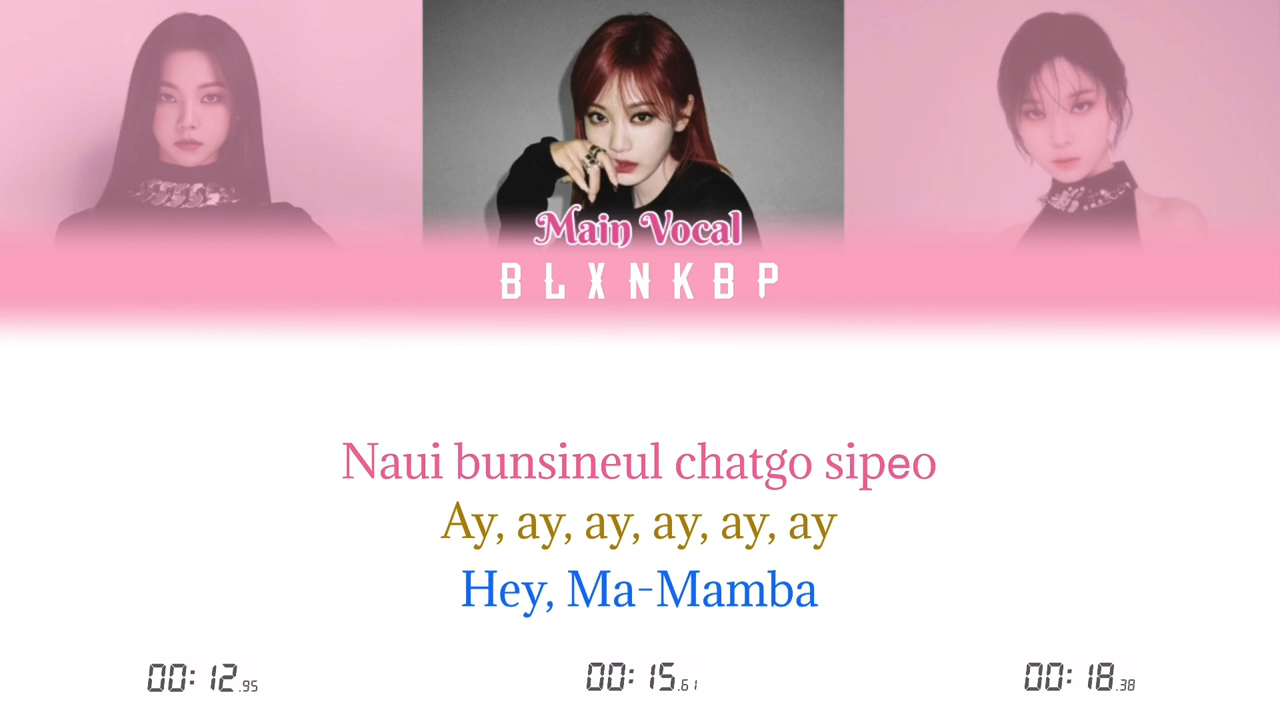 Main Vocal
BLXNKBP
Naui bunsineul chatgo sipeo
Ay, ay, ay, ay, ay, ay
Hey, Ma-Mamba
00:12.95 00:15.61 00:18.38